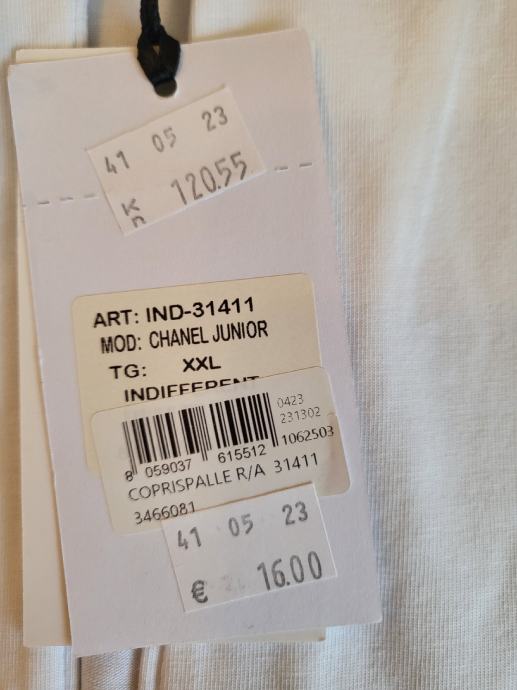 41 05 23
Kn 120.55
ART: IND-31411
MOD: CHANEL JUNIOR
TG: XXL
INDIFFERENT
0423
231302
1062503
8 059037 615512
COPRISPALLE R/A 31411
3466081
41 05 23
€ 16.00